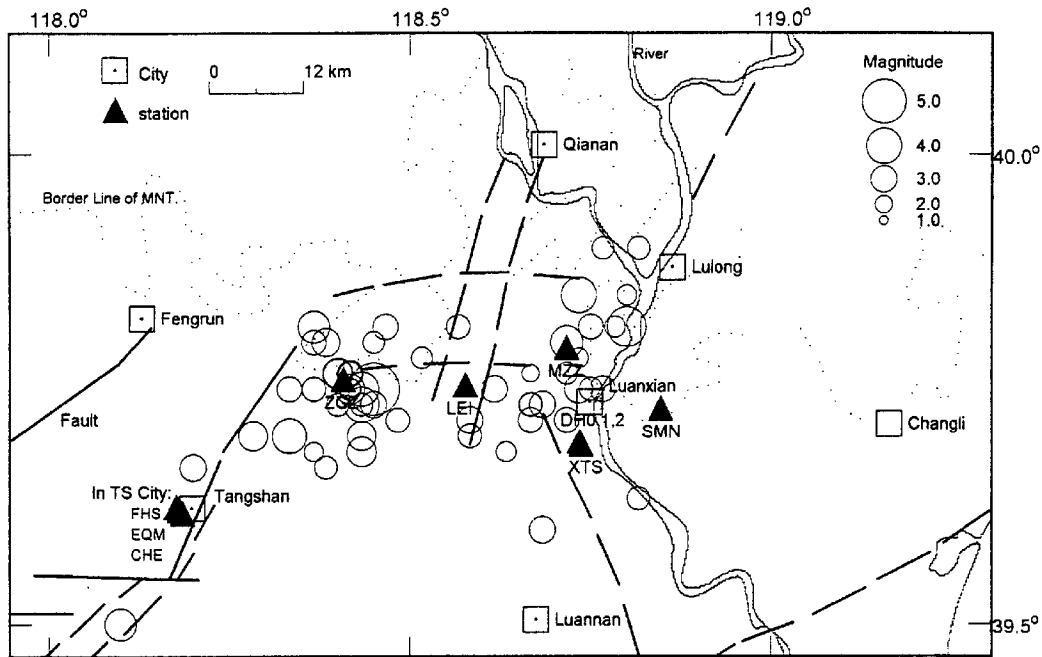 118.0°
118.5°
119.0°
City
0 12 km
station
River
Magnitude
5.0
4.0
3.0
2.0
1.0
Qianan
40.0°
Border Line of MNT.
Lulong
Fengrun
MZZ
Luanxian
LEI
Fault
DH0,1,2
SMN
Changli
XTS
In TS City:
Tangshan
FHS
EQM
CHE
Luannan
39.5°